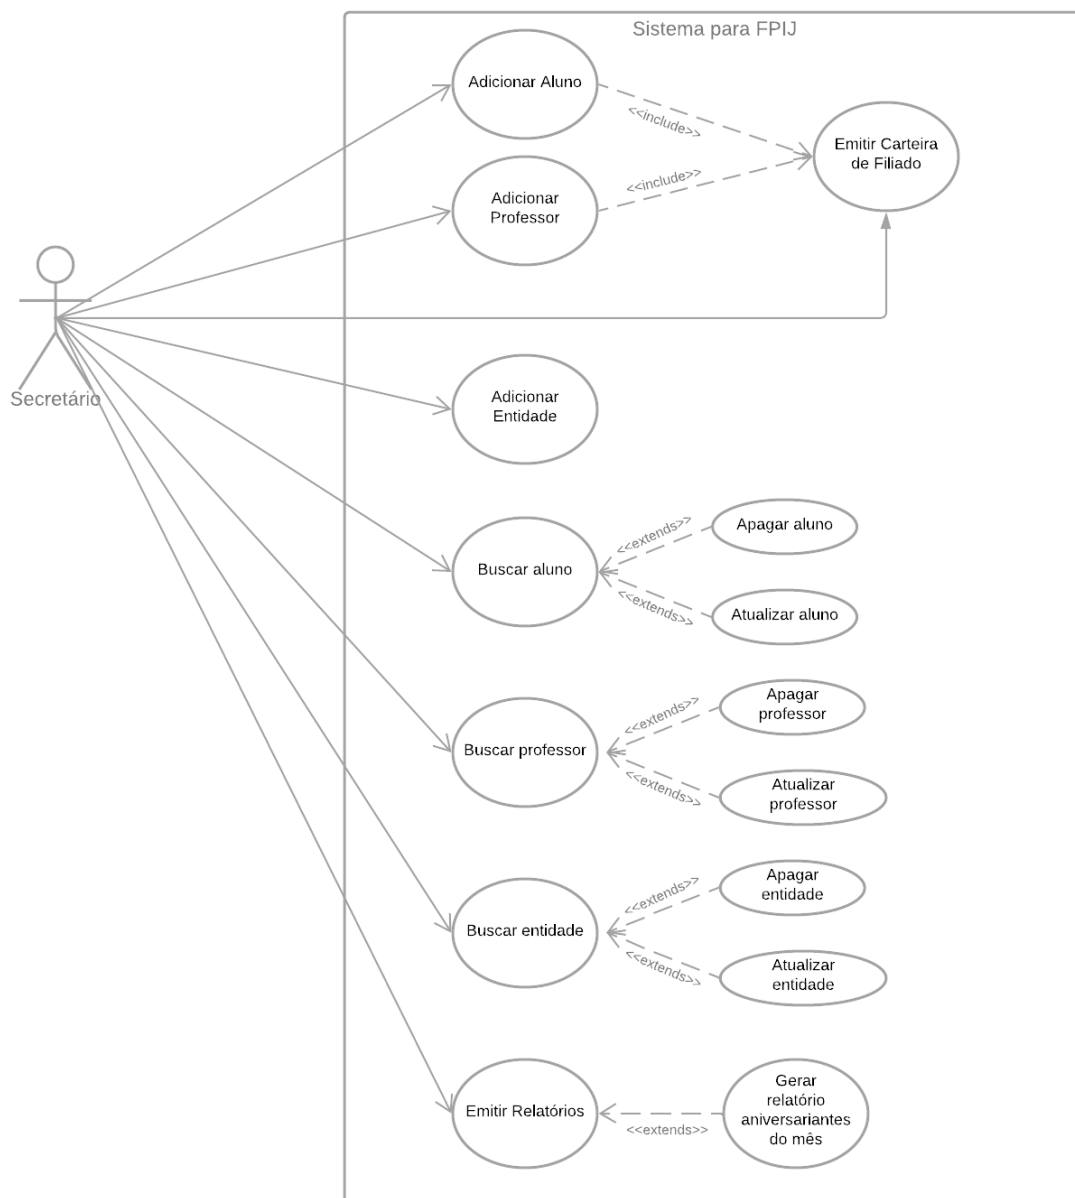 Sistema para FPIJ
Adicionar Aluno
<<include>>
Emitir Carteira
de Filiado
Adicionar
Professor
<<include>>
Secretário
Adicionar
Entidade
Buscar aluno
<<extends>>
Apagar aluno
<<extends>>
Atualizar aluno
Buscar professor
<<extends>>
Apagar
professor
<<extends>>
Atualizar
professor
Buscar entidade
<<extends>>
Apagar
entidade
<<extends>>
Atualizar
entidade
Emitir Relatórios
<<extends>>
Gerar
relatório
aniversariantes
do mês